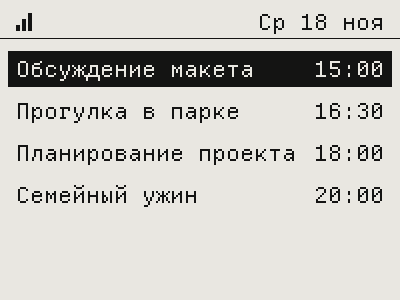 Ср 18 ноя
Обсуждение макета 15:00
Прогулка в парке 16:30
Планирование проекта 18:00
Семейный ужин 20:00